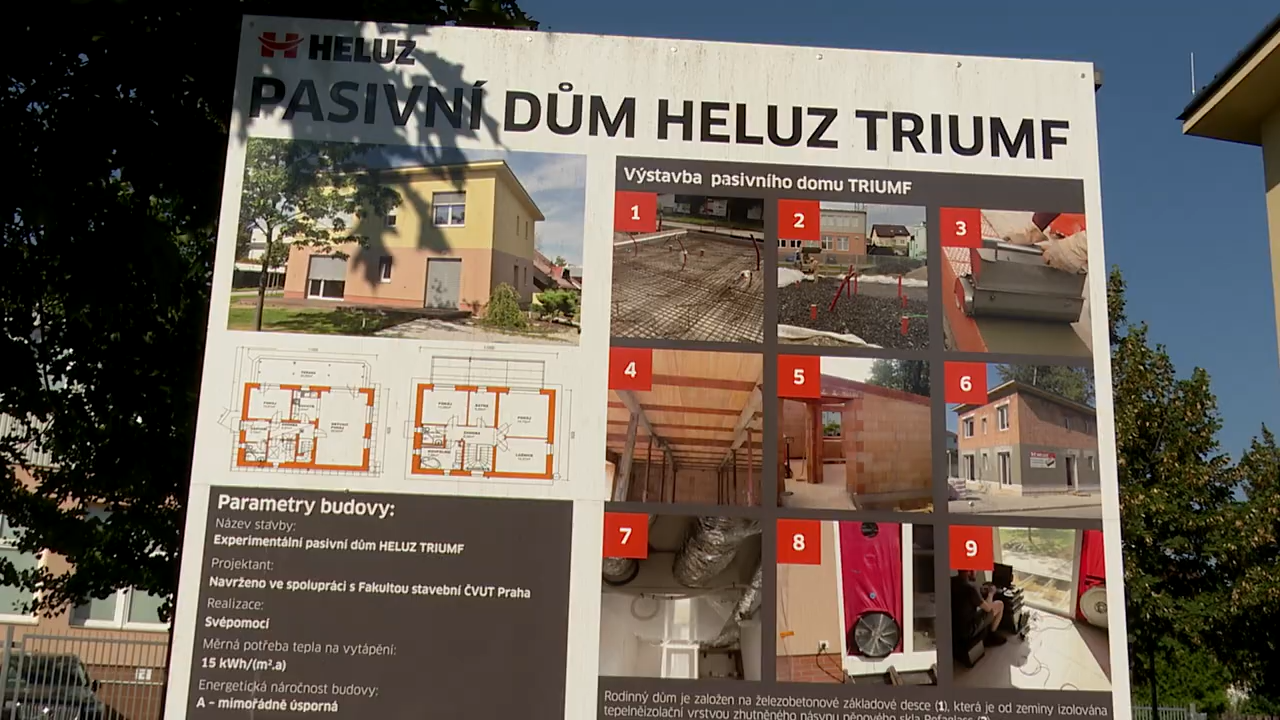 HELUZ
PASIVNÍ DŮM HELUZ TRIUMF
Výstavba pasivního domu TRIUMF
1
2
3
4
5
6
7
8
9
Parametry budovy:
Název stavby:
Experimentální pasivní dům HELUZ TRIUMF
Projektant:
Navrženo ve spolupráci s Fakultou stavební ČVUT Praha
Realizace:
Svépomocí
Měrná potřeba tepla na vytápění:
15 kWh/(m².a)
Energetická náročnost budovy:
A – mimořádně úsporná
Rodinný dům je založen na železobetonové základové desce (1), která je od zeminy izolována
tepelněizolační vrstvou zhutněného násypu pěnového skla